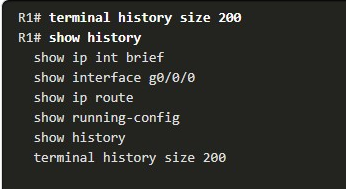 R1# terminal history size 200
R1# show history
show ip int brief
show interface g0/0/0
show ip route
show running-config
show history
terminal history size 200